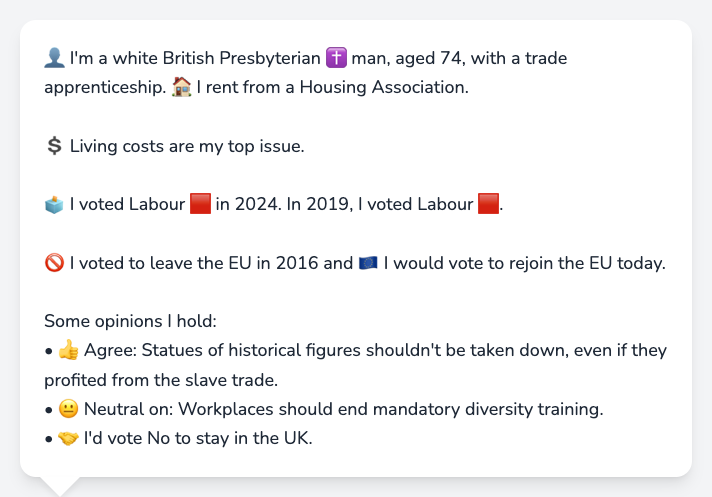 👤 I'm a white British Presbyterian ✝️ man, aged 74, with a trade
apprenticeship. 🏠 I rent from a Housing Association.
💲 Living costs are my top issue.
🗳️ I voted Labour 🟥 in 2024. In 2019, I voted Labour 🟥.
🚫 I voted to leave the EU in 2016 and 🇪🇺 I would vote to rejoin the EU today.
Some opinions I hold:
• 👍 Agree: Statues of historical figures shouldn't be taken down, even if they
profited from the slave trade.
• 😐 Neutral on: Workplaces should end mandatory diversity training.
• 🤝 I'd vote No to stay in the UK.